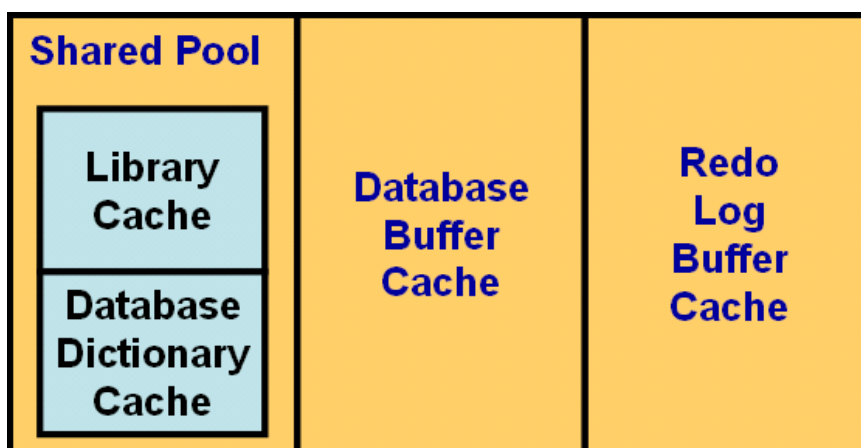 Shared Pool
Library
Cache
Database
Dictionary
Cache
Database
Buffer
Cache
Redo
Log
Buffer
Cache